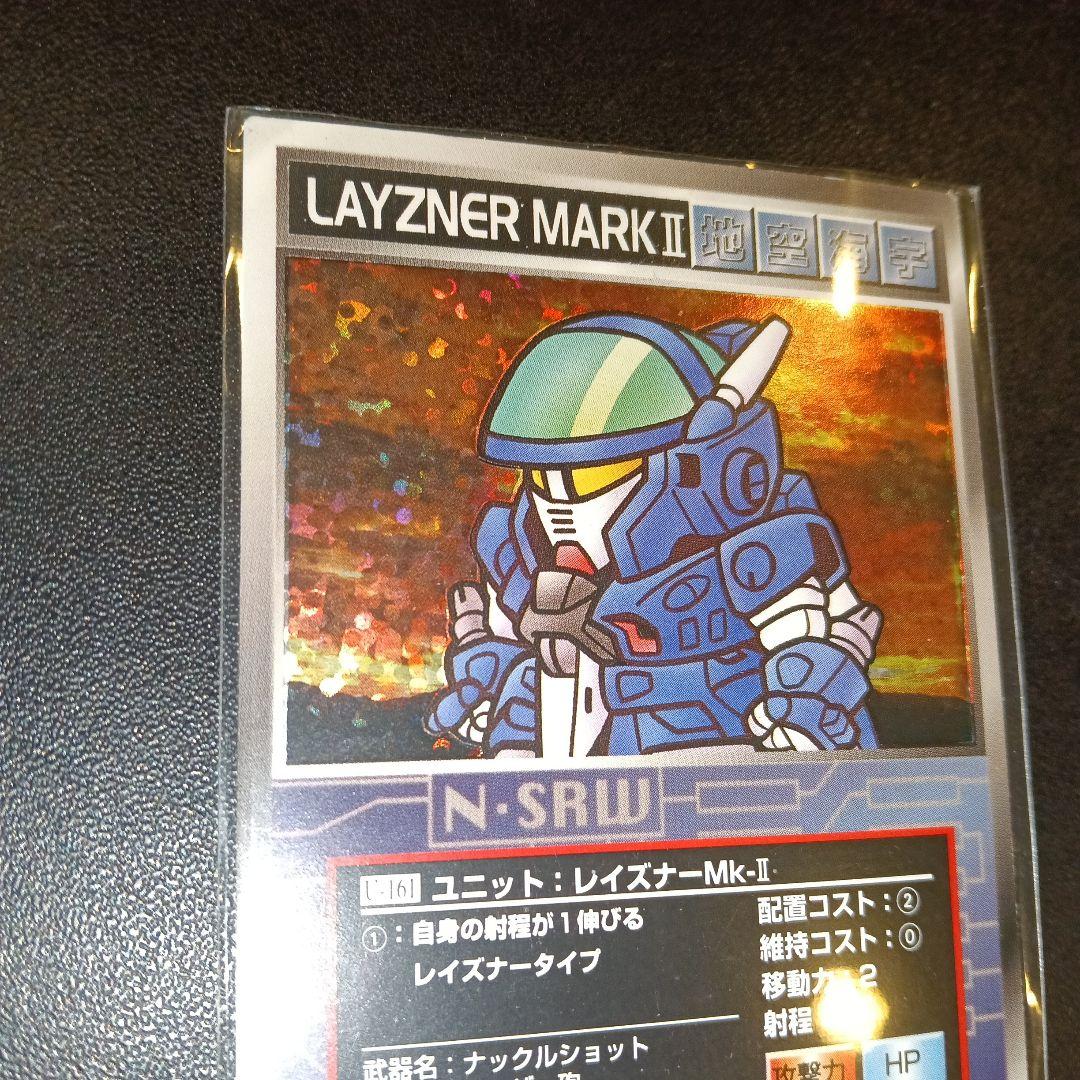 LAYZNER MARKⅡ 地 空 海 宇
N・SRW
U-161 ユニット：レイズナーMk-Ⅱ
①：自身の射程が1伸びる
レイズナータイプ
配置コスト：②
維持コスト：⓪
移動力：2
射程
武器名：ナックルショット
攻撃力 HP